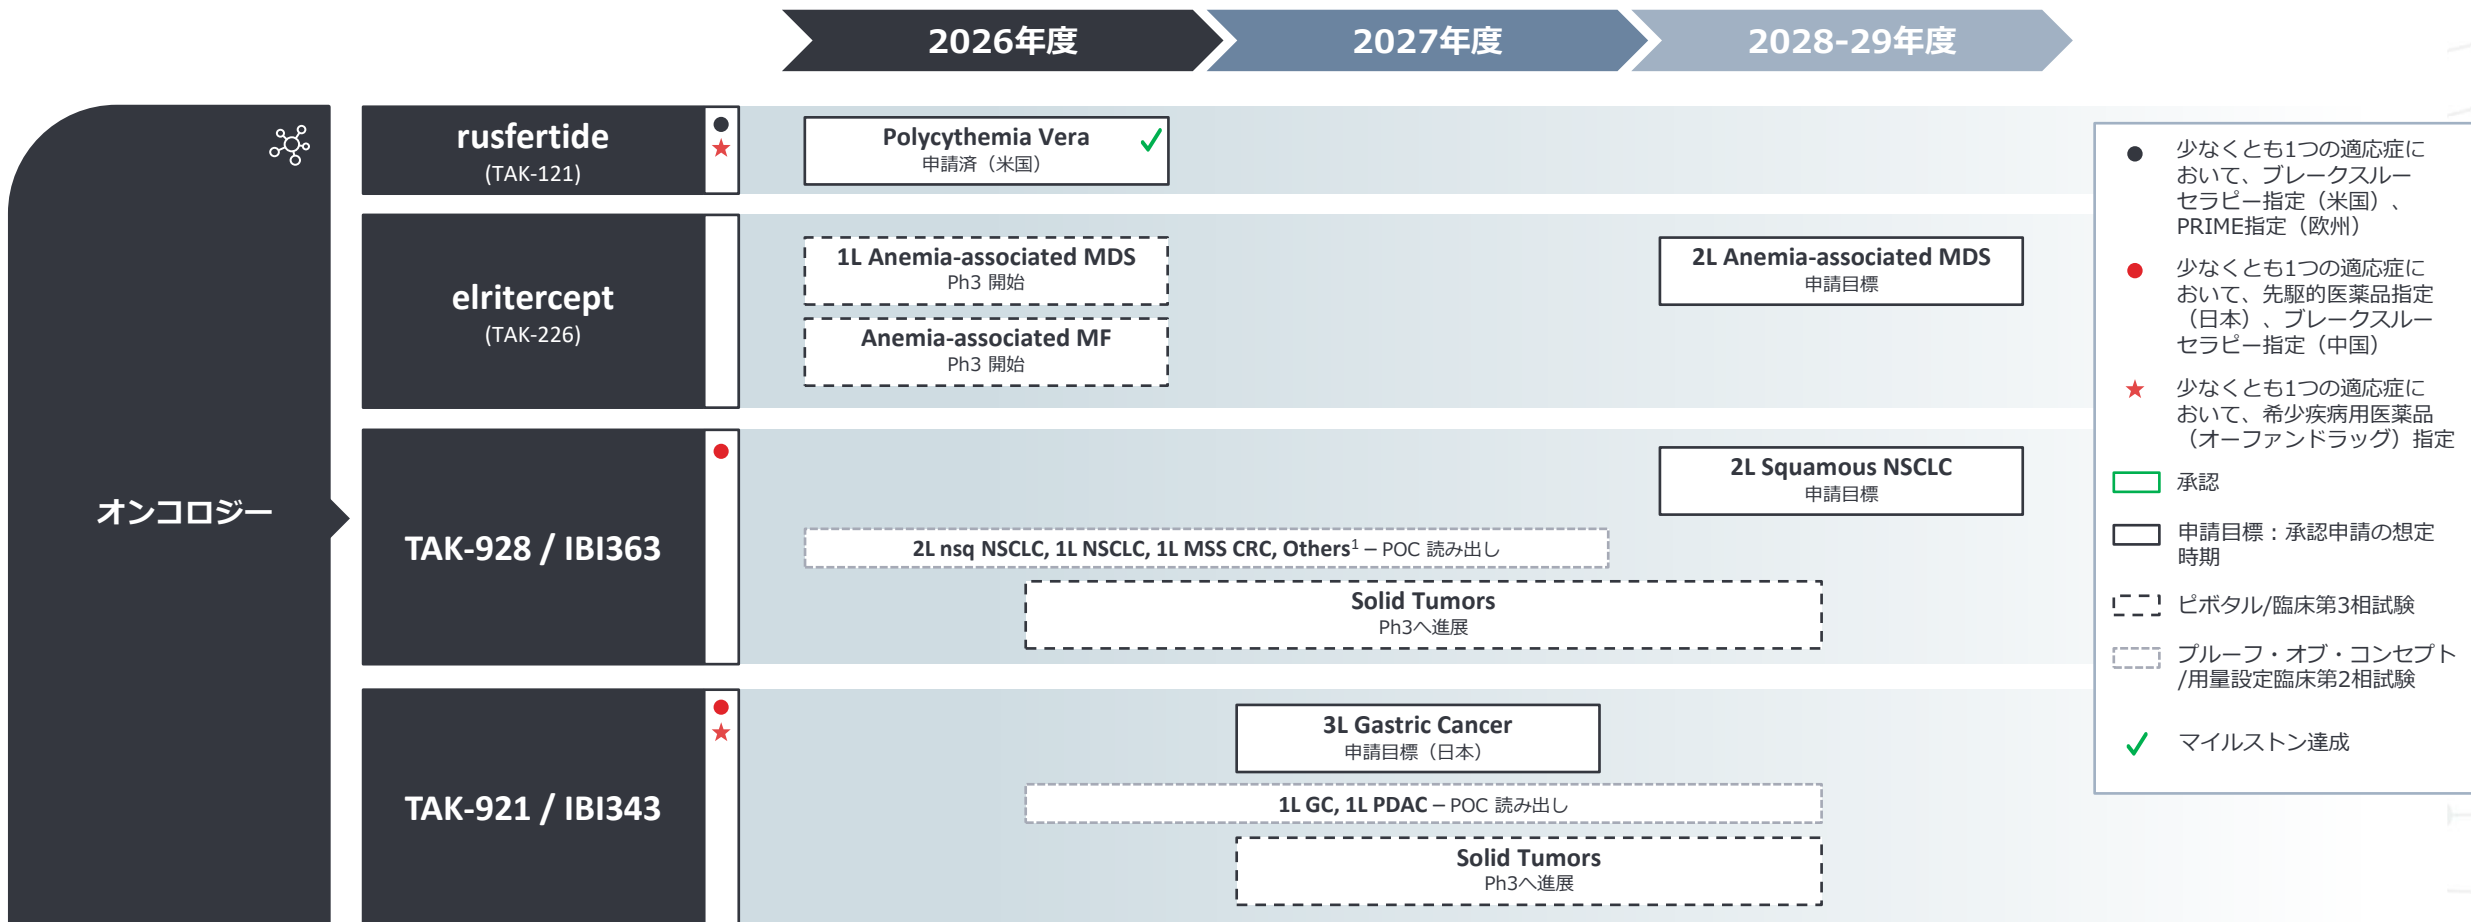 2026年度
2027年度
2028-29年度
オンコロジー
rusfertide
(TAK-121)
Polycythemia Vera
申請済（米国）
elritercept
(TAK-226)
1L Anemia-associated MDS
Ph3 開始
Anemia-associated MF
Ph3 開始
2L Anemia-associated MDS
申請目標
TAK-928 / IBI363
2L Squamous NSCLC
申請目標
2L nsq NSCLC, 1L NSCLC, 1L MSS CRC, Others¹ – POC 読み出し
Solid Tumors
Ph3へ進展
TAK-921 / IBI343
3L Gastric Cancer
申請目標（日本）
1L GC, 1L PDAC – POC 読み出し
Solid Tumors
Ph3へ進展
少なくとも1つの適応症に
おいて、ブレークスルー
セラピー指定（米国）、
PRIME指定（欧州）
少なくとも1つの適応症に
おいて、先駆的医薬品指定
（日本）、ブレークスルー
セラピー指定（中国）
少なくとも1つの適応症に
おいて、希少疾病用医薬品
（オーファンドラッグ）指定
承認
申請目標：承認申請の想定
時期
ピボタル/臨床第3相試験
プルーフ・オブ・コンセプト
/用量設定臨床第2相試験
マイルストン達成